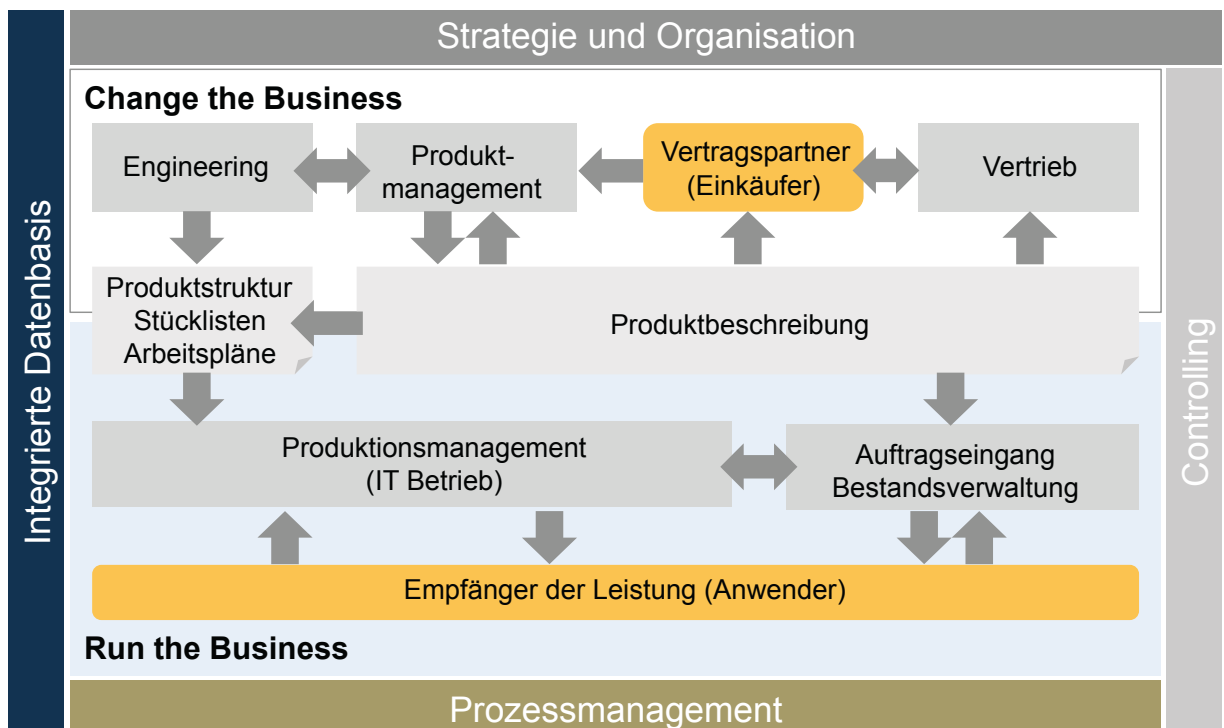 Strategie und Organisation
Integrierte Datenbasis
Change the Business
Engineering
Produkt-
management
Vertragspartner
(Einkäufer)
Vertrieb
Produktstruktur
Stücklisten
Arbeitspläne
Produktbeschreibung
Controlling
Produktionsmanagement
(IT Betrieb)
Auftragseingang
Bestandsverwaltung
Empfänger der Leistung (Anwender)
Run the Business
Prozessmanagement